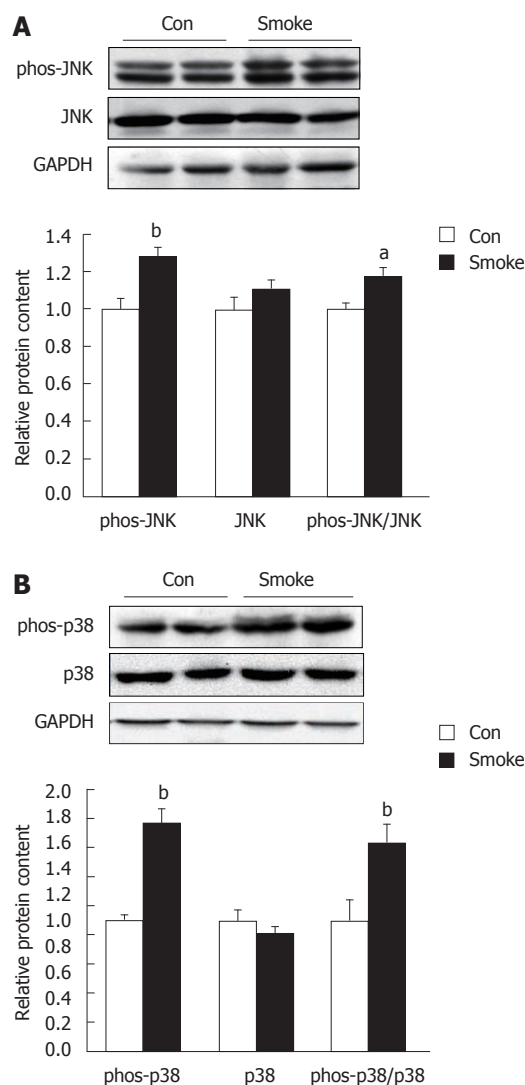 A
Con Smoke
phos-JNK
JNK
GAPDH
Relative protein content
1.4
1.2
1.0
0.8
0.6
0.4
0.2
0.0
b
a
Con
Smoke
phos-JNK JNK phos-JNK/JNK
B
Con Smoke
phos-p38
p38
GAPDH
Con
Smoke
Relative protein content
2.0
1.8
1.6
1.2
1.0
0.8
0.6
0.4
0.2
0
b
b
phos-p38 p38 phos-p38/p38